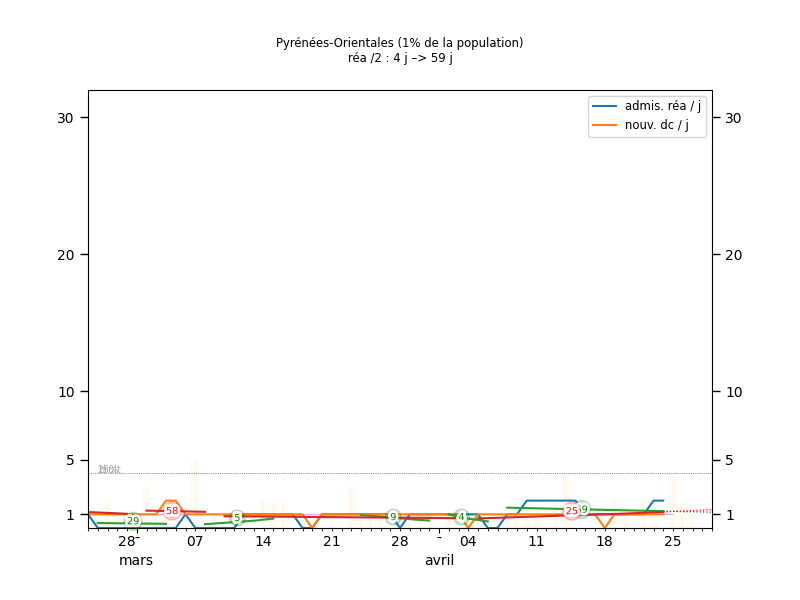 Pyrénées-Orientales (1% de la population)
réa /2 : 4 j –> 59 j
admis. réa / j
nouv. dc / j
30 30
20 20
10 10
5 5
1 1
29 58 5 9 4 25
28 07 14 21 28 04 11 18 25
mars avril